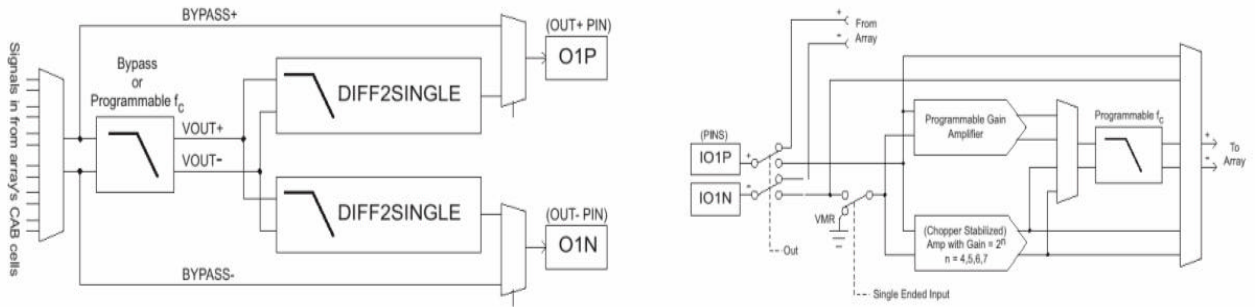 BYPASS+
(OUT+ PIN)
O1P
Signals in from array's CAB cells
Bypass
or
Programmable fc
VOUT+
VOUT-
DIFF2SINGLE
DIFF2SINGLE
(OUT- PIN)
O1N
BYPASS-
+
From
-
Array
(PINS)
IO1P
+
IO1N
-
VMR
Out
Single Ended Input
Programmable Gain
Amplifier
(Chopper Stabilized)
Amp with Gain = 2n
n = 4,5,6,7
Programmable fc
+
To
-
Array